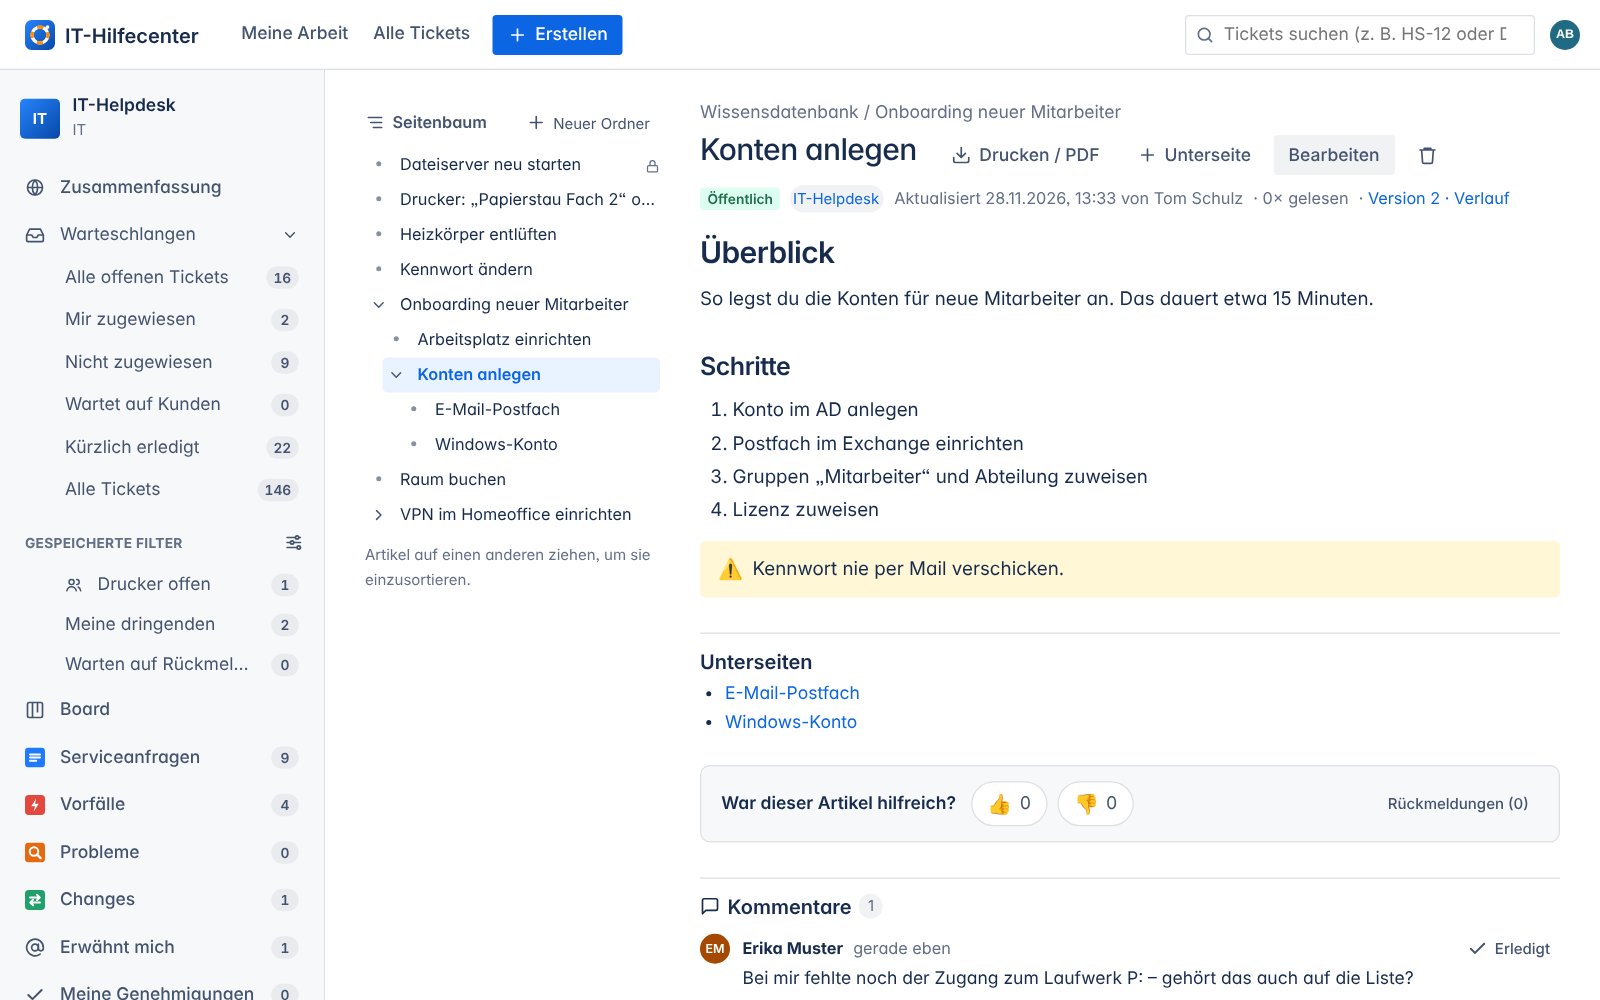 IT-Hilfecenter
Meine Arbeit
Alle Tickets
Erstellen
Tickets suchen (z. B. HS-12 oder D
AB
IT
IT-Helpdesk
IT
Zusammenfassung
Warteschlangen
Alle offenen Tickets 16
Mir zugewiesen 2
Nicht zugewiesen 9
Wartet auf Kunden 0
Kürzlich erledigt 22
Alle Tickets 146
GESPEICHERTE FILTER
Drucker offen 1
Meine dringenden 2
Warten auf Rückmel... 0
Board
Serviceanfragen 9
Vorfälle 4
Probleme 0
Changes 1
Erwähnt mich 1
Meine Genehmigungen 0
Seitenbaum
Neuer Ordner
Dateiserver neu starten
Drucker: „Papierstau Fach 2“ o...
Heizkörper entlüften
Kennwort ändern
Onboarding neuer Mitarbeiter
Arbeitsplatz einrichten
Konten anlegen
E-Mail-Postfach
Windows-Konto
Raum buchen
VPN im Homeoffice einrichten
Artikel auf einen anderen ziehen, um sie
einzusortieren.
Wissensdatenbank / Onboarding neuer Mitarbeiter
Konten anlegen
Drucken / PDF
Unterseite
Bearbeiten
Öffentlich IT-Helpdesk Aktualisiert 28.11.2026, 13:33 von Tom Schulz · 0× gelesen · Version 2 · Verlauf
Überblick
So legst du die Konten für neue Mitarbeiter an. Das dauert etwa 15 Minuten.
Schritte
1. Konto im AD anlegen
2. Postfach im Exchange einrichten
3. Gruppen „Mitarbeiter“ und Abteilung zuweisen
4. Lizenz zuweisen
⚠️ Kennwort nie per Mail verschicken.
Unterseiten
• E-Mail-Postfach
• Windows-Konto
War dieser Artikel hilfreich? 👍 0 👎 0 Rückmeldungen (0)
Kommentare 1
EM Erika Muster gerade eben Erledigt
Bei mir fehlte noch der Zugang zum Laufwerk P: – gehört das auch auf die Liste?